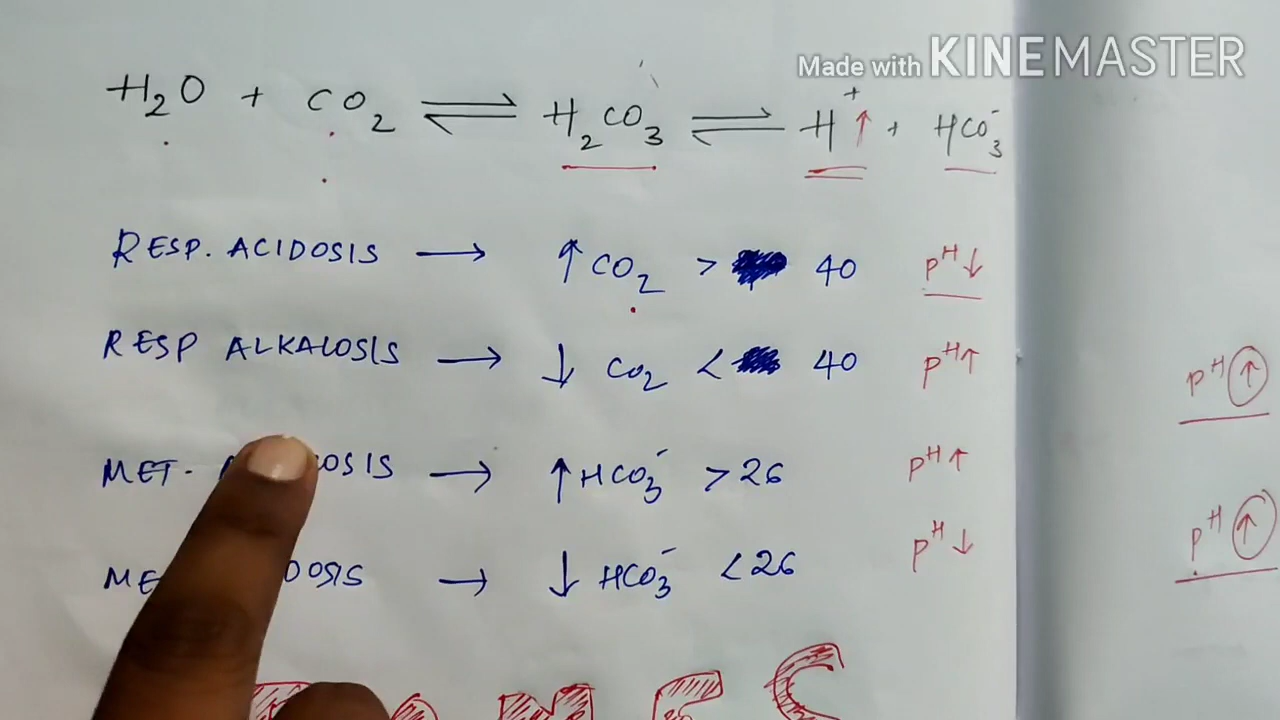 Made with KINEMASTER
H₂O + CO₂ ⇌ H₂CO₃ ⇌ H⁺ ↑ + HCO₃⁻
RESP. ACIDOSIS → ↑ CO₂ > 40 pH ↓
RESP ALKALOSIS → ↓ CO₂ < 40 pH ↑
pH ↑
MET. → ↑ HCO₃⁻ > 26 pH ↑
→ ↓ HCO₃⁻ < 26 pH ↓
pH ↑